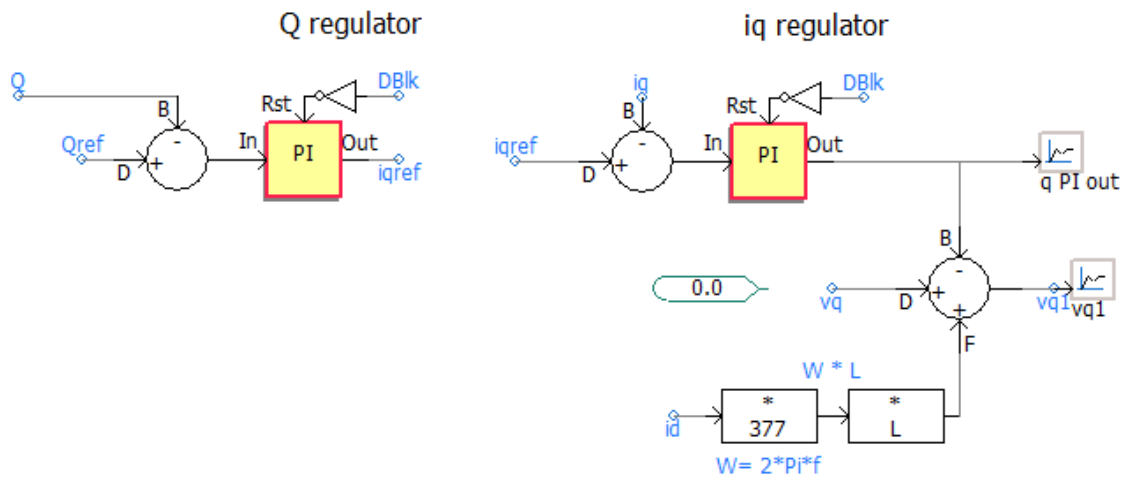 Q regulator
iq regulator
Q
B
-
Rst
DBlk
Qref
D
+
In
PI
Out
iqref
iq
B
-
Rst
DBlk
iqref
D
+
In
PI
Out
q PI out
B
-
0.0
vq
D
+
+
vq1
vq1
F
W * L
id
*
377
*
L
W= 2*Pi*f